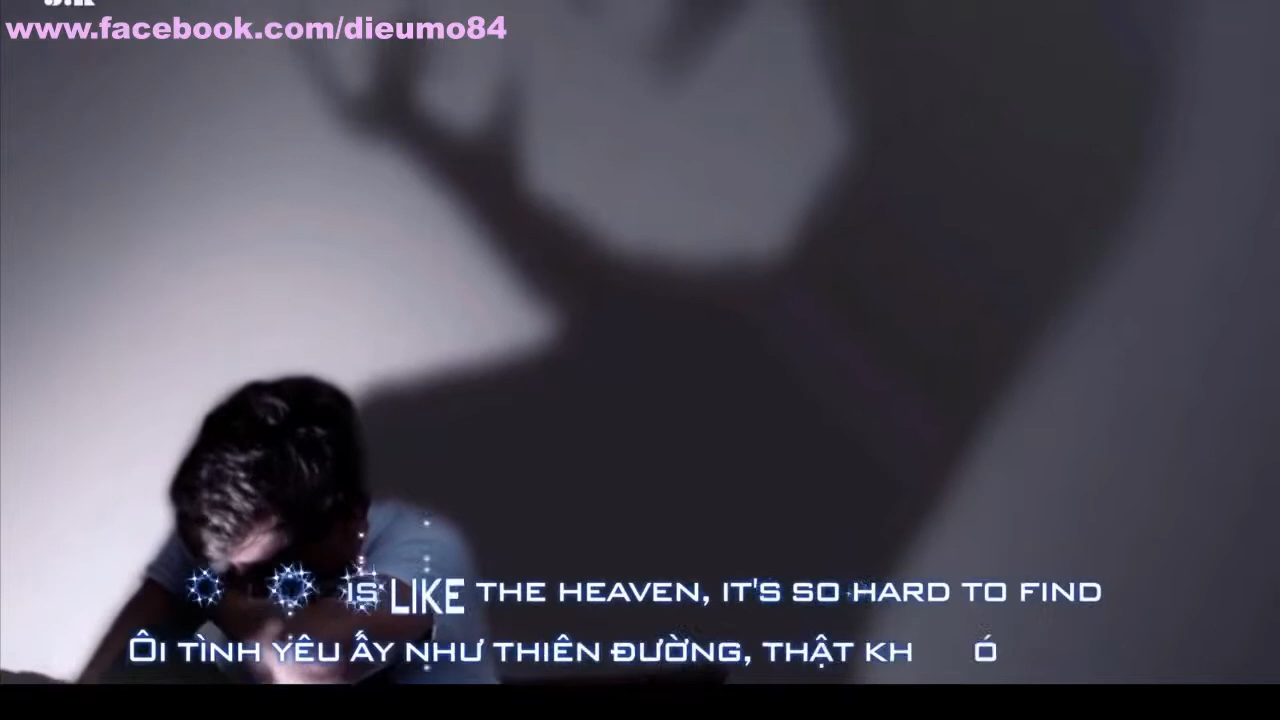 www.facebook.com/dieumo84
IS LIKE THE HEAVEN, IT'S SO HARD TO FIND
Ôi TÌNH YÊU ẤY NHƯ THIÊN ĐƯỜNG, THẬT KH Ó